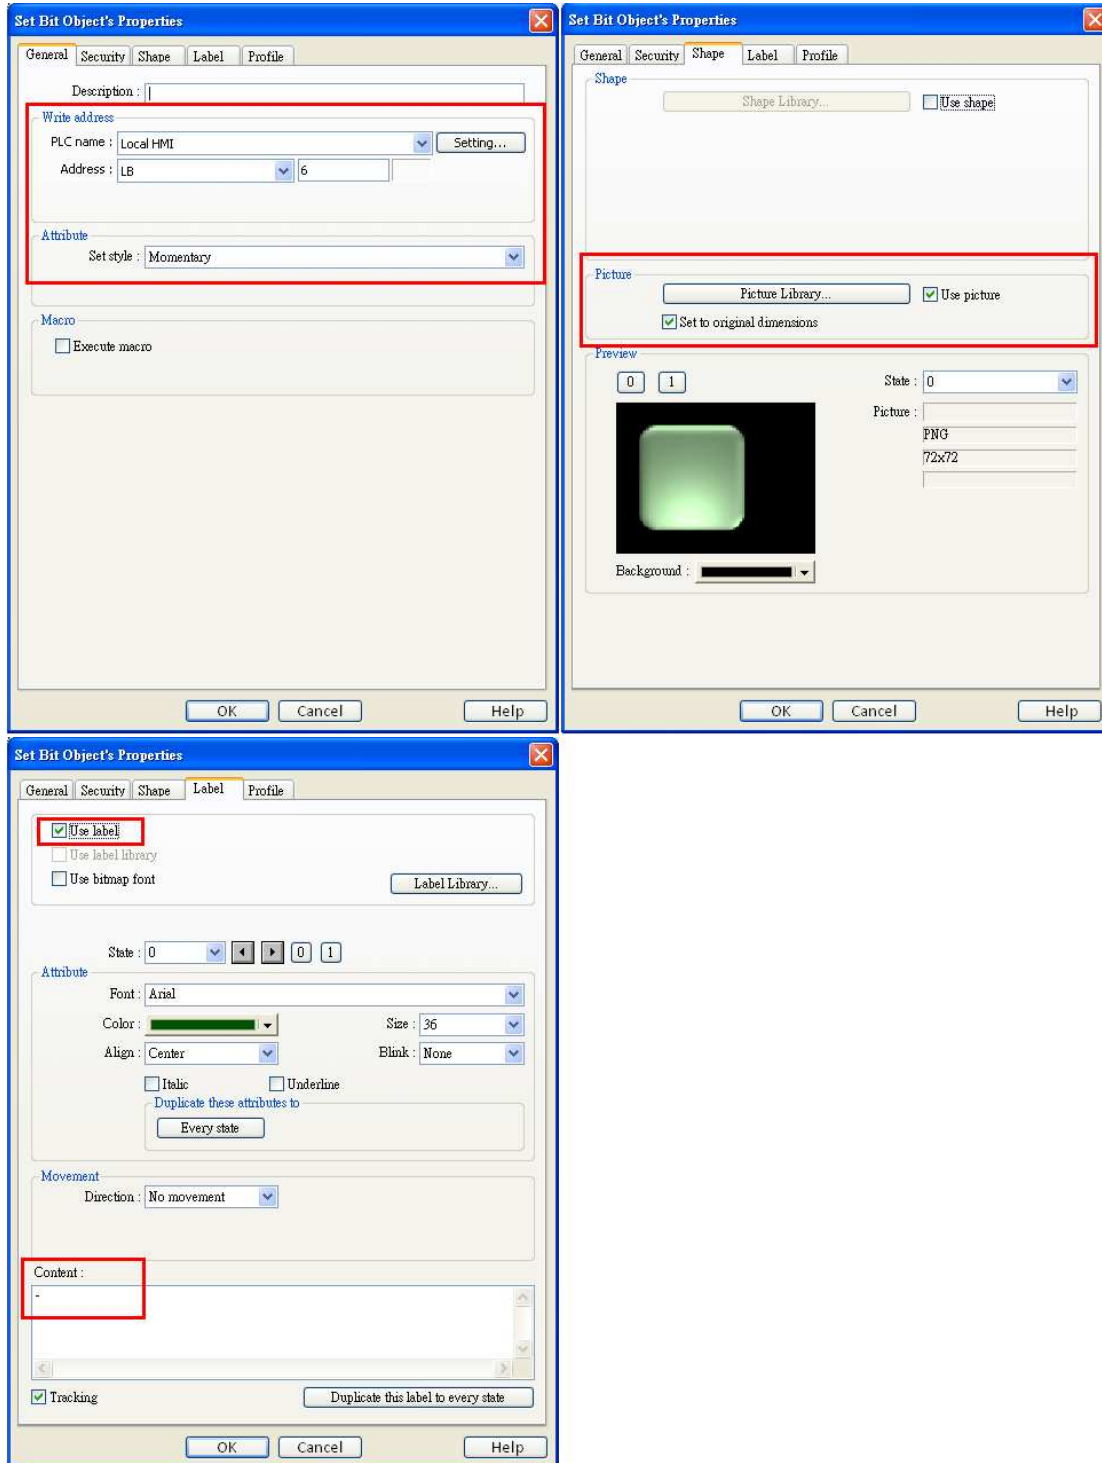 Set Bit Object's Properties
General Security Shape Label Profile
Description :
Write address
PLC name : Local HMI Setting...
Address : LB 6
Attribute
Set style : Momentary
Macro
Execute macro
OK Cancel Help
Set Bit Object's Properties
General Security Shape Label Profile
Shape
Shape Library... Use shape
Picture
Picture Library... Use picture
Set to original dimensions
Preview
0 1 State : 0
Picture :
PNG
72x72
Background :
OK Cancel Help
Set Bit Object's Properties
General Security Shape Label Profile
Use label
Use label library
Use bitmap font Label Library...
State : 0 0 1
Attribute
Font : Arial
Color : Size : 36
Align : Center Blink : None
Italic Underline
Duplicate these attributes to
Every state
Movement
Direction : No movement
Content :
-
Tracking Duplicate this label to every state
OK Cancel Help